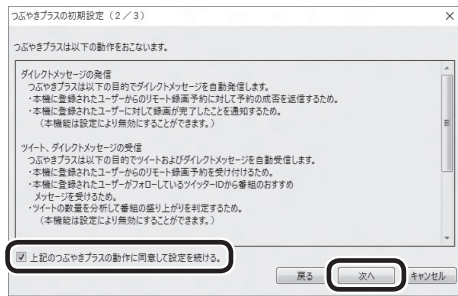 つぶやきプラスの初期設定（2／3）
つぶやきプラスは以下の動作をおこないます。
ダイレクトメッセージの発信
つぶやきプラスは以下の目的でダイレクトメッセージを自動発信します。
・本機に登録されたユーザーからのリモート録画予約に対して予約の成否を返信するため。
・本機に登録されたユーザーに対して録画が完了したことを通知するため。
（本機能は設定により無効にすることができます。）
ツイート、ダイレクトメッセージの受信
つぶやきプラスは以下の目的でツイートおよびダイレクトメッセージを自動受信します。
・本機に登録されたユーザーからのリモート録画予約を受け付けるため。
・本機に登録されたユーザーがフォローしているツイッターIDから番組のおすすめ
メッセージを受けるため。
・ツイートの数量を分析して番組の盛り上がりを判定するため。
（本機能は設定により無効にすることができます。）
上記のつぶやきプラスの動作に同意して設定を続ける。
戻る 次へ キャンセル